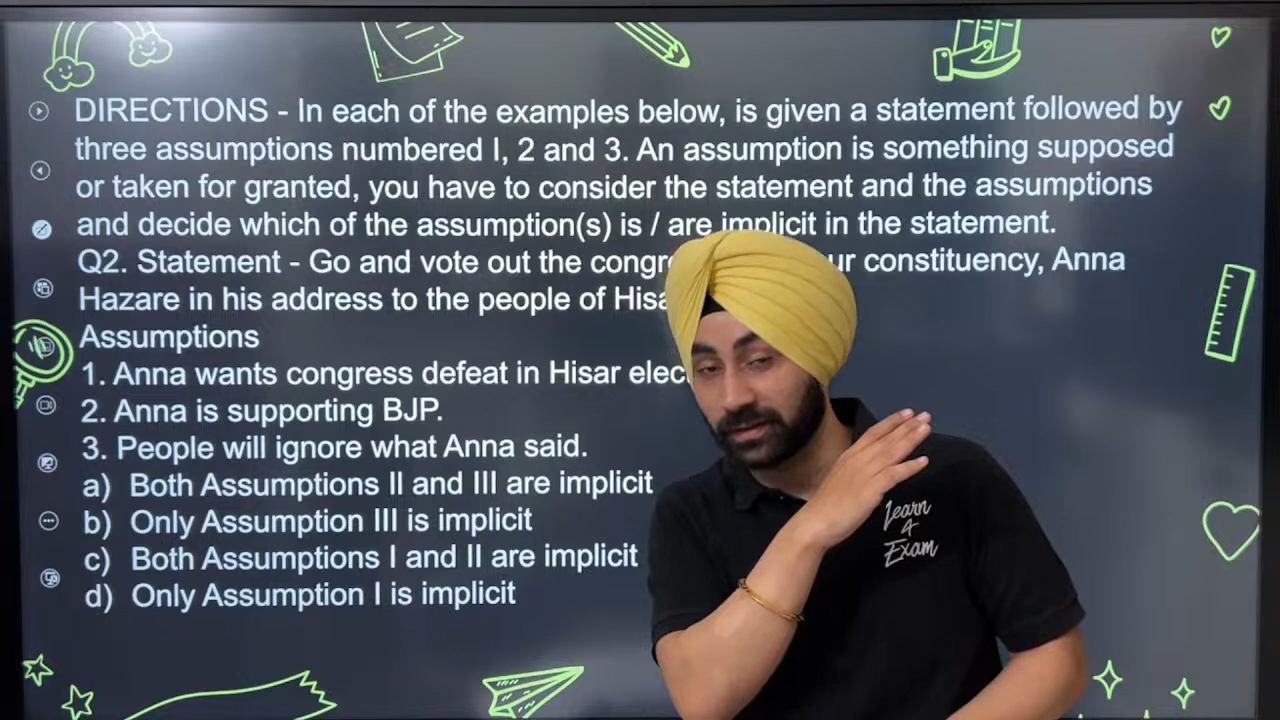 DIRECTIONS - In each of the examples below, is given a statement followed by
three assumptions numbered I, 2 and 3. An assumption is something supposed
or taken for granted, you have to consider the statement and the assumptions
and decide which of the assumption(s) is / are implicit in the statement.
Q2. Statement - Go and vote out the constituency, Anna
Hazare in his address to the people of
Assumptions
1. Anna wants congress defeat in Hisar
2. Anna is supporting BJP.
3. People will ignore what Anna said.
a) Both Assumptions II and III are implicit
b) Only Assumption III is implicit
c) Both Assumptions I and II are implicit
d) Only Assumption I is implicit
Learn
4
Exam